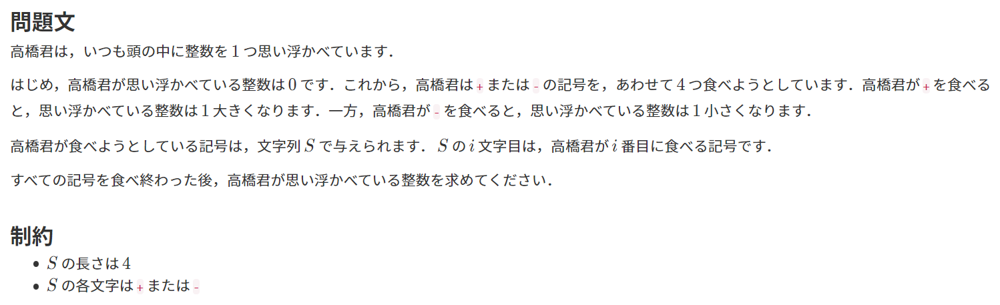 問題文
高橋君は，いつも頭の中に整数を 1 つ思い浮かべています．
はじめ，高橋君が思い浮かべている整数は 0 です．これから，高橋君は + または - の記号を，あわせて 4 つ食べようとしています．高橋君が + を食べる
と，思い浮かべている整数は 1 大きくなります．一方，高橋君が - を食べると，思い浮かべている整数は 1 小さくなります．
高橋君が食べようとしている記号は，文字列 S で与えられます． S の i 文字目は，高橋君が i 番目に食べる記号です．
すべての記号を食べ終わった後，高橋君が思い浮かべている整数を求めてください．
制約
• S の長さは 4
• S の各文字は + または -